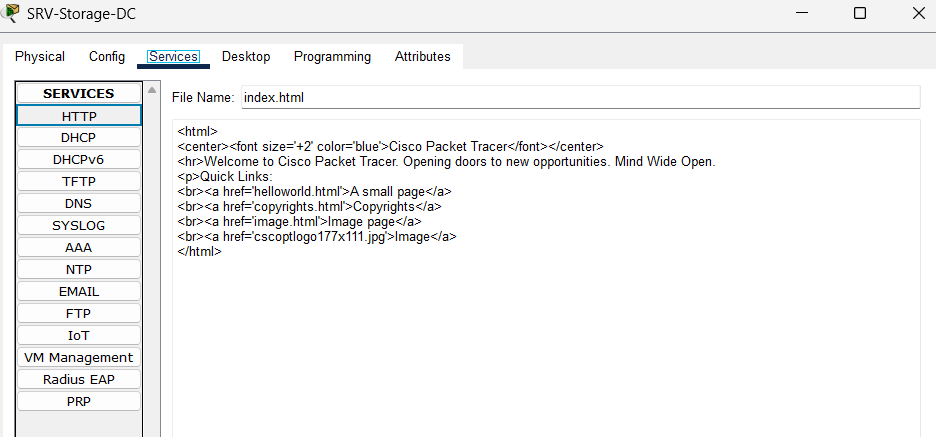 SRV-Storage-DC
Physical Config Services Desktop Programming Attributes
SERVICES
HTTP
DHCP
DHCPv6
TFTP
DNS
SYSLOG
AAA
NTP
EMAIL
FTP
IoT
VM Management
Radius EAP
PRP
File Name: index.html
<html>
<center><font size='+2' color='blue'>Cisco Packet Tracer</font></center>
<hr>Welcome to Cisco Packet Tracer. Opening doors to new opportunities. Mind Wide Open.
<p>Quick Links:
<br><a href='helloworld.html'>A small page</a>
<br><a href='copyrights.html'>Copyrights</a>
<br><a href='image.html'>Image page</a>
<br><a href='cscoptlogo177x111.jpg'>Image</a>
</html>